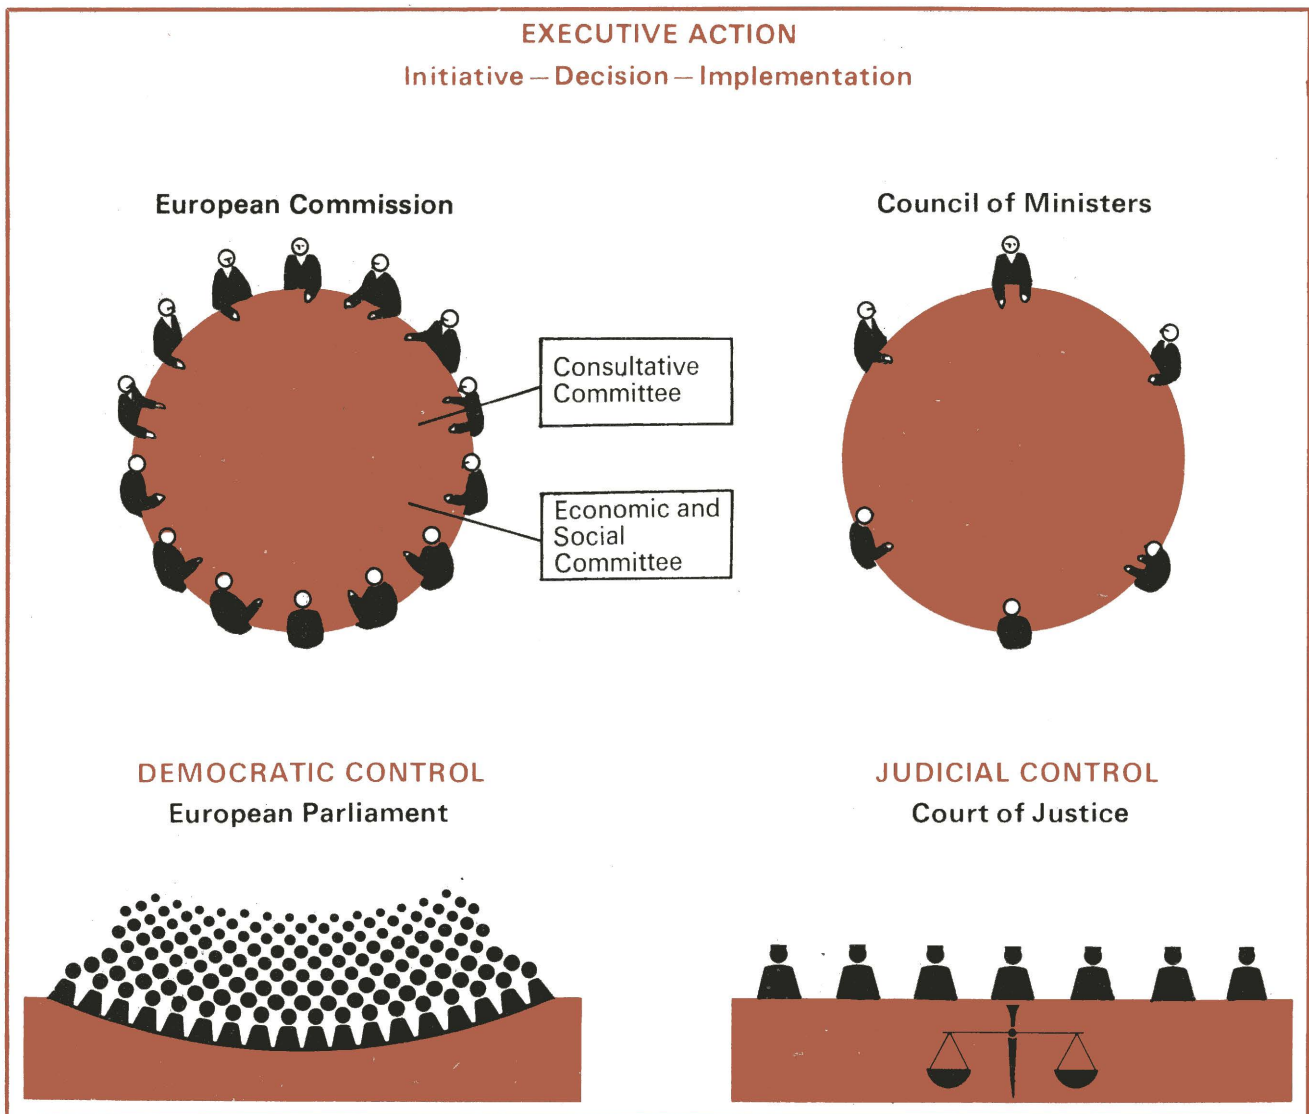 EXECUTIVE ACTION
Initiative – Decision – Implementation
European Commission
Council of Ministers
Consultative
Committee
Economic and
Social
Committee
DEMOCRATIC CONTROL
European Parliament
JUDICIAL CONTROL
Court of Justice